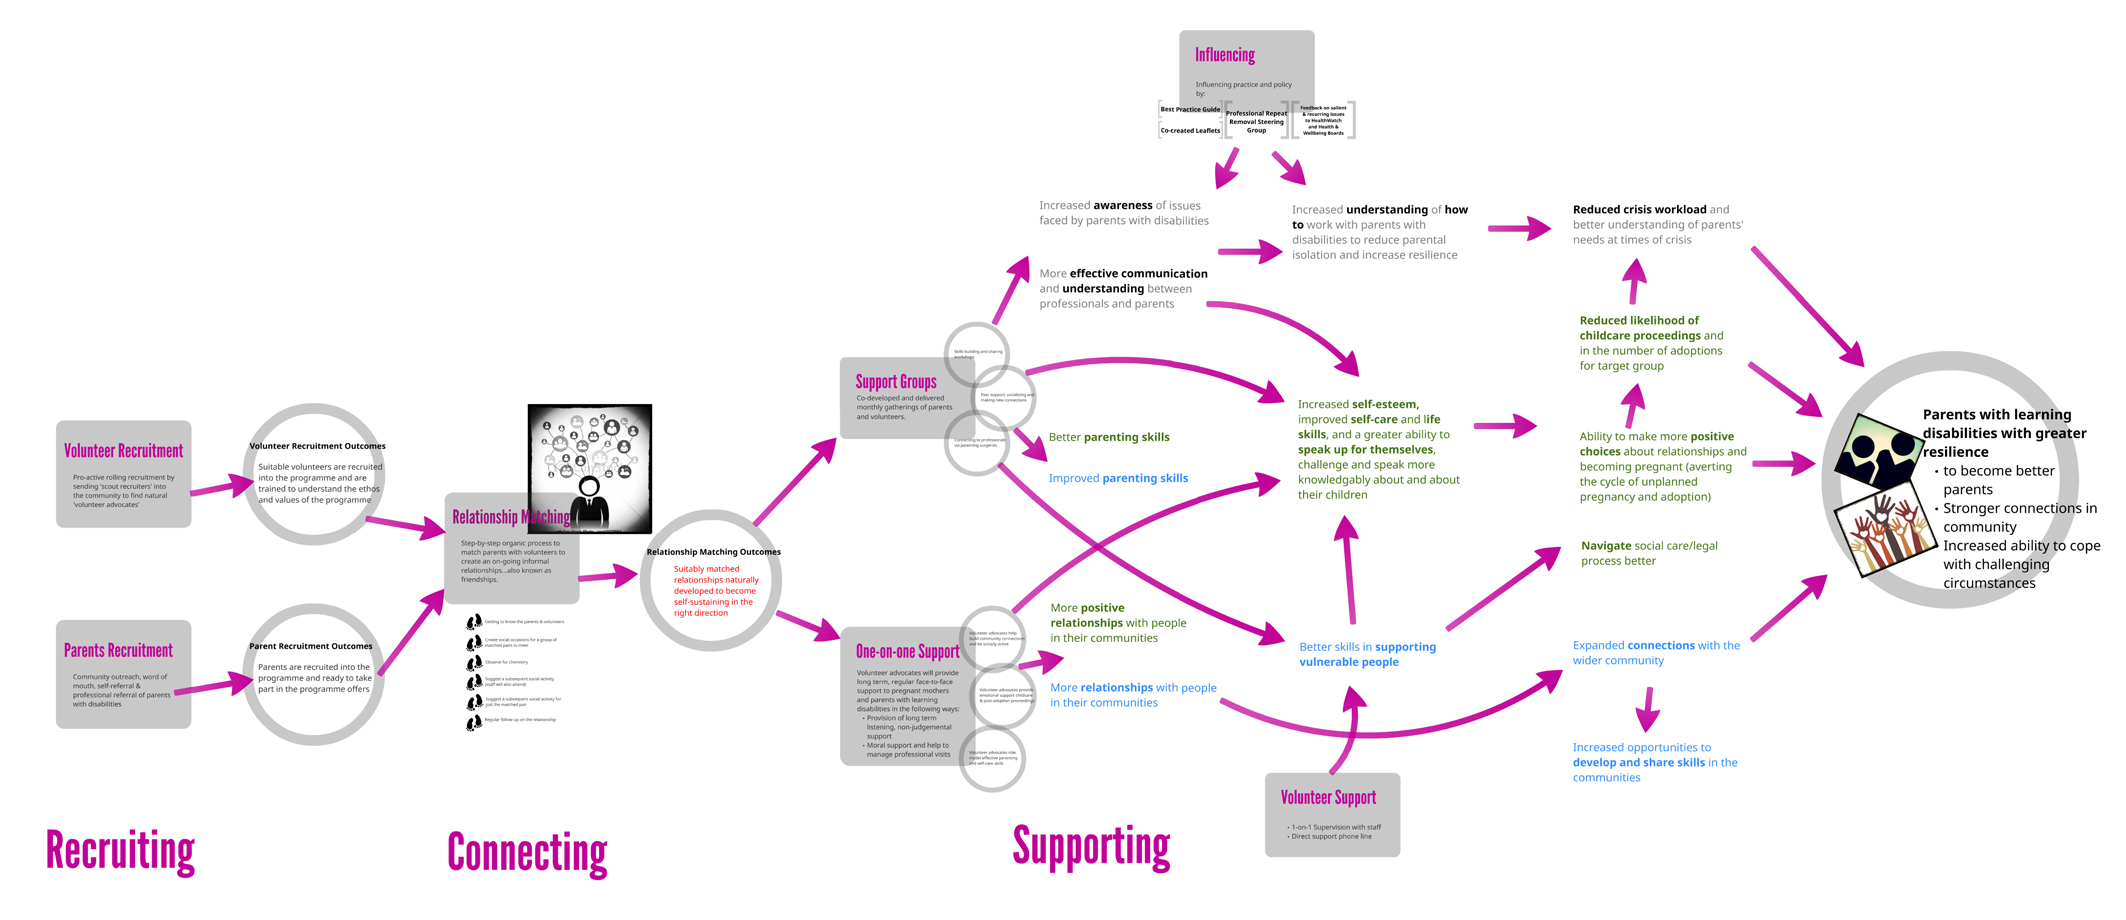 Influencing
Influencing practice and policy
by:
Best Practice Guide
Co-created Leaflets
Professional Repeat
Removal Steering
Group
Feedback on salient
& recurring issues
to HealthWatch
and Health &
Wellbeing Boards
Increased awareness of issues
faced by parents with disabilities
More effective communication
and understanding between
professionals and parents
Increased understanding of how
to work with parents with
disabilities to reduce parental
isolation and increase resilience
Reduced crisis workload and
better understanding of parents'
needs at times of crisis
Reduced likelihood of
childcare proceedings and
in the number of adoptions
for target group
Volunteer Recruitment
Pro-active rolling recruitment by
sending 'scout recruiters' into
the community to find natural
'volunteer advocates'
Volunteer Recruitment Outcomes
Suitable volunteers are recruited
into the programme and are
trained to understand the ethos
and values of the programme
Parents Recruitment
Community outreach, word of
mouth, self-referral &
professional referral of parents
with disabilities
Parent Recruitment Outcomes
Parents are recruited into the
programme and ready to take
part in the programme offers
Relationship Matching
Step-by-step organic process to
match parents with volunteers to
create an on-going informal
relationships...also known as
friendships.
Getting to know the parents & volunteers
Create social occasions for a group of
matched pairs to meet
Observe for chemistry
Suggest a subsequent social activity
(staff will also attend)
Suggest a subsequent social activity for
just the matched pair
Regular follow-up on the relationship
Relationship Matching Outcomes
Suitably matched
relationships naturally
developed to become
self-sustaining in the
right direction
Support Groups
Co-developed and delivered
monthly gatherings of parents
and volunteers.
Skills building and sharing
workshops
Peer support, socialising and
making new connections
Connecting to professionals
via parenting surgeries
Better parenting skills
Improved parenting skills
One-on-one Support
Volunteer advocates will provide
long term, regular face-to-face
support to pregnant mothers
and parents with learning
disabilities in the following ways:
• Provision of long term
listening, non-judgemental
support
• Moral support and help to
manage professional visits
Volunteer advocates help
build community connections
and be socially active
Volunteer advocates provide
emotional support childcare
& post-adoption proceedings
Volunteer advocates role
model effective parenting
and self-care skills
More positive
relationships with people
in their communities
More relationships with people
in their communities
Increased self-esteem,
improved self-care and life
skills, and a greater ability to
speak up for themselves,
challenge and speak more
knowledgably about and about
their children
Better skills in supporting
vulnerable people
Volunteer Support
• 1-on-1 Supervision with staff
• Direct support phone line
Ability to make more positive
choices about relationships and
becoming pregnant (averting
the cycle of unplanned
pregnancy and adoption)
Navigate social care/legal
process better
Expanded connections with the
wider community
Increased opportunities to
develop and share skills in the
communities
Parents with learning
disabilities with greater
resilience
• to become better
parents
• Stronger connections in
community
Increased ability to cope
with challenging
circumstances
Recruiting
Connecting
Supporting